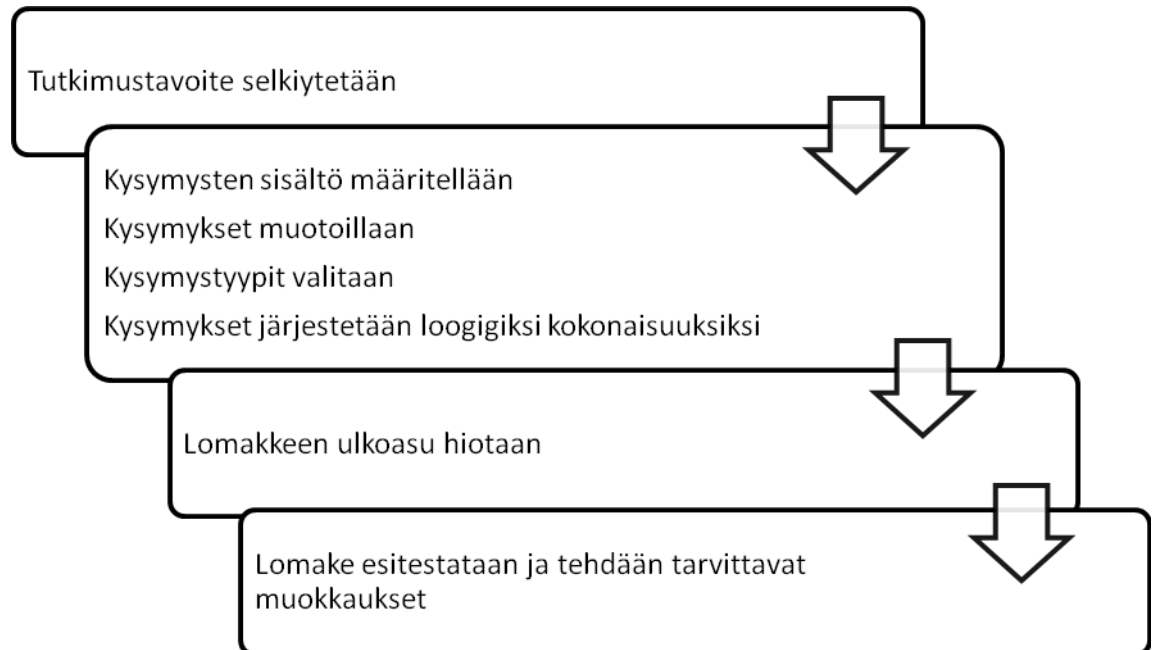 Tutkimustavoite selkiytetään
Kysymysten sisältö määritellään
Kysymykset muotoillaan
Kysymystyypit valitaan
Kysymykset järjestetään loogigiksi kokonaisuuksiksi
Lomakkeen ulkoasu hiotaan
Lomake esitestataan ja tehdään tarvittavat
muokkaukset